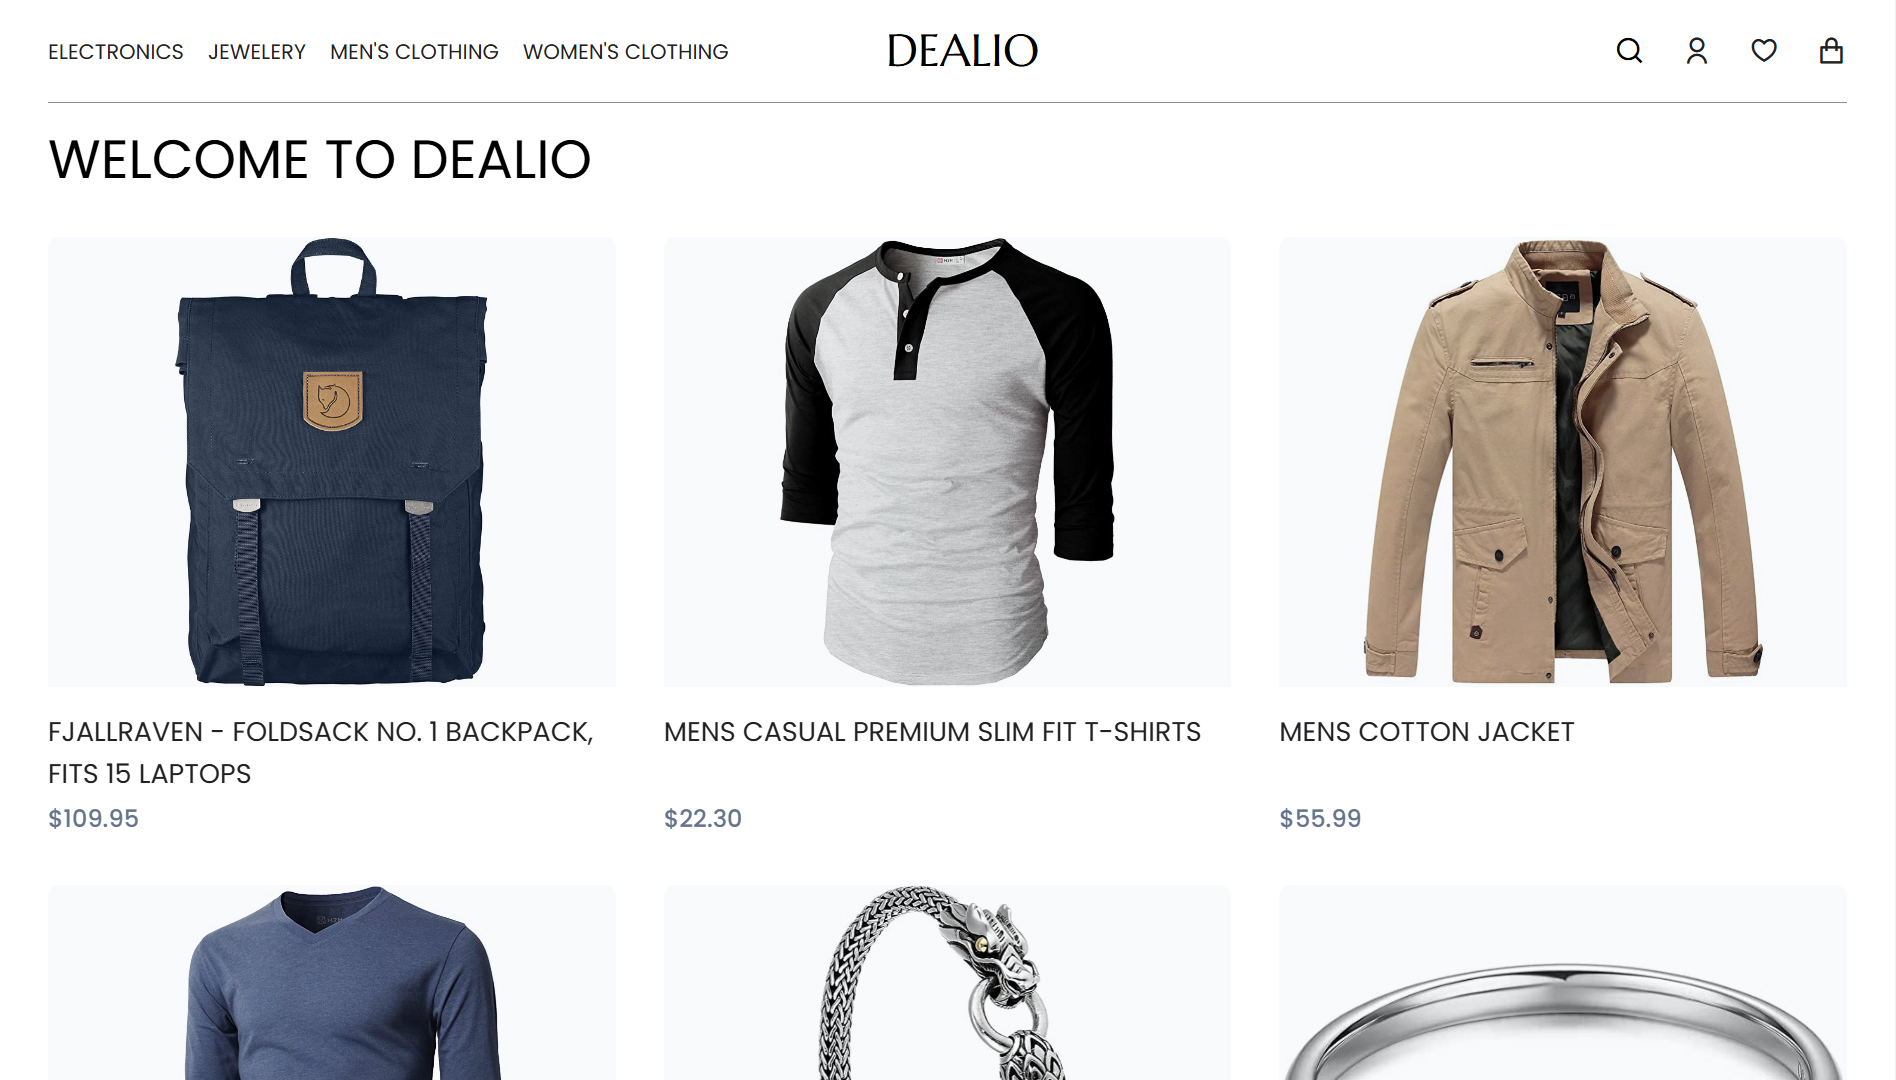 ELECTRONICS JEWELERY MEN'S CLOTHING WOMEN'S CLOTHING DEALIO
WELCOME TO DEALIO
FJALLRAVEN - FOLDSACK NO. 1 BACKPACK,
FITS 15 LAPTOPS
$109.95
MENS CASUAL PREMIUM SLIM FIT T-SHIRTS
$22.30
MENS COTTON JACKET
$55.99